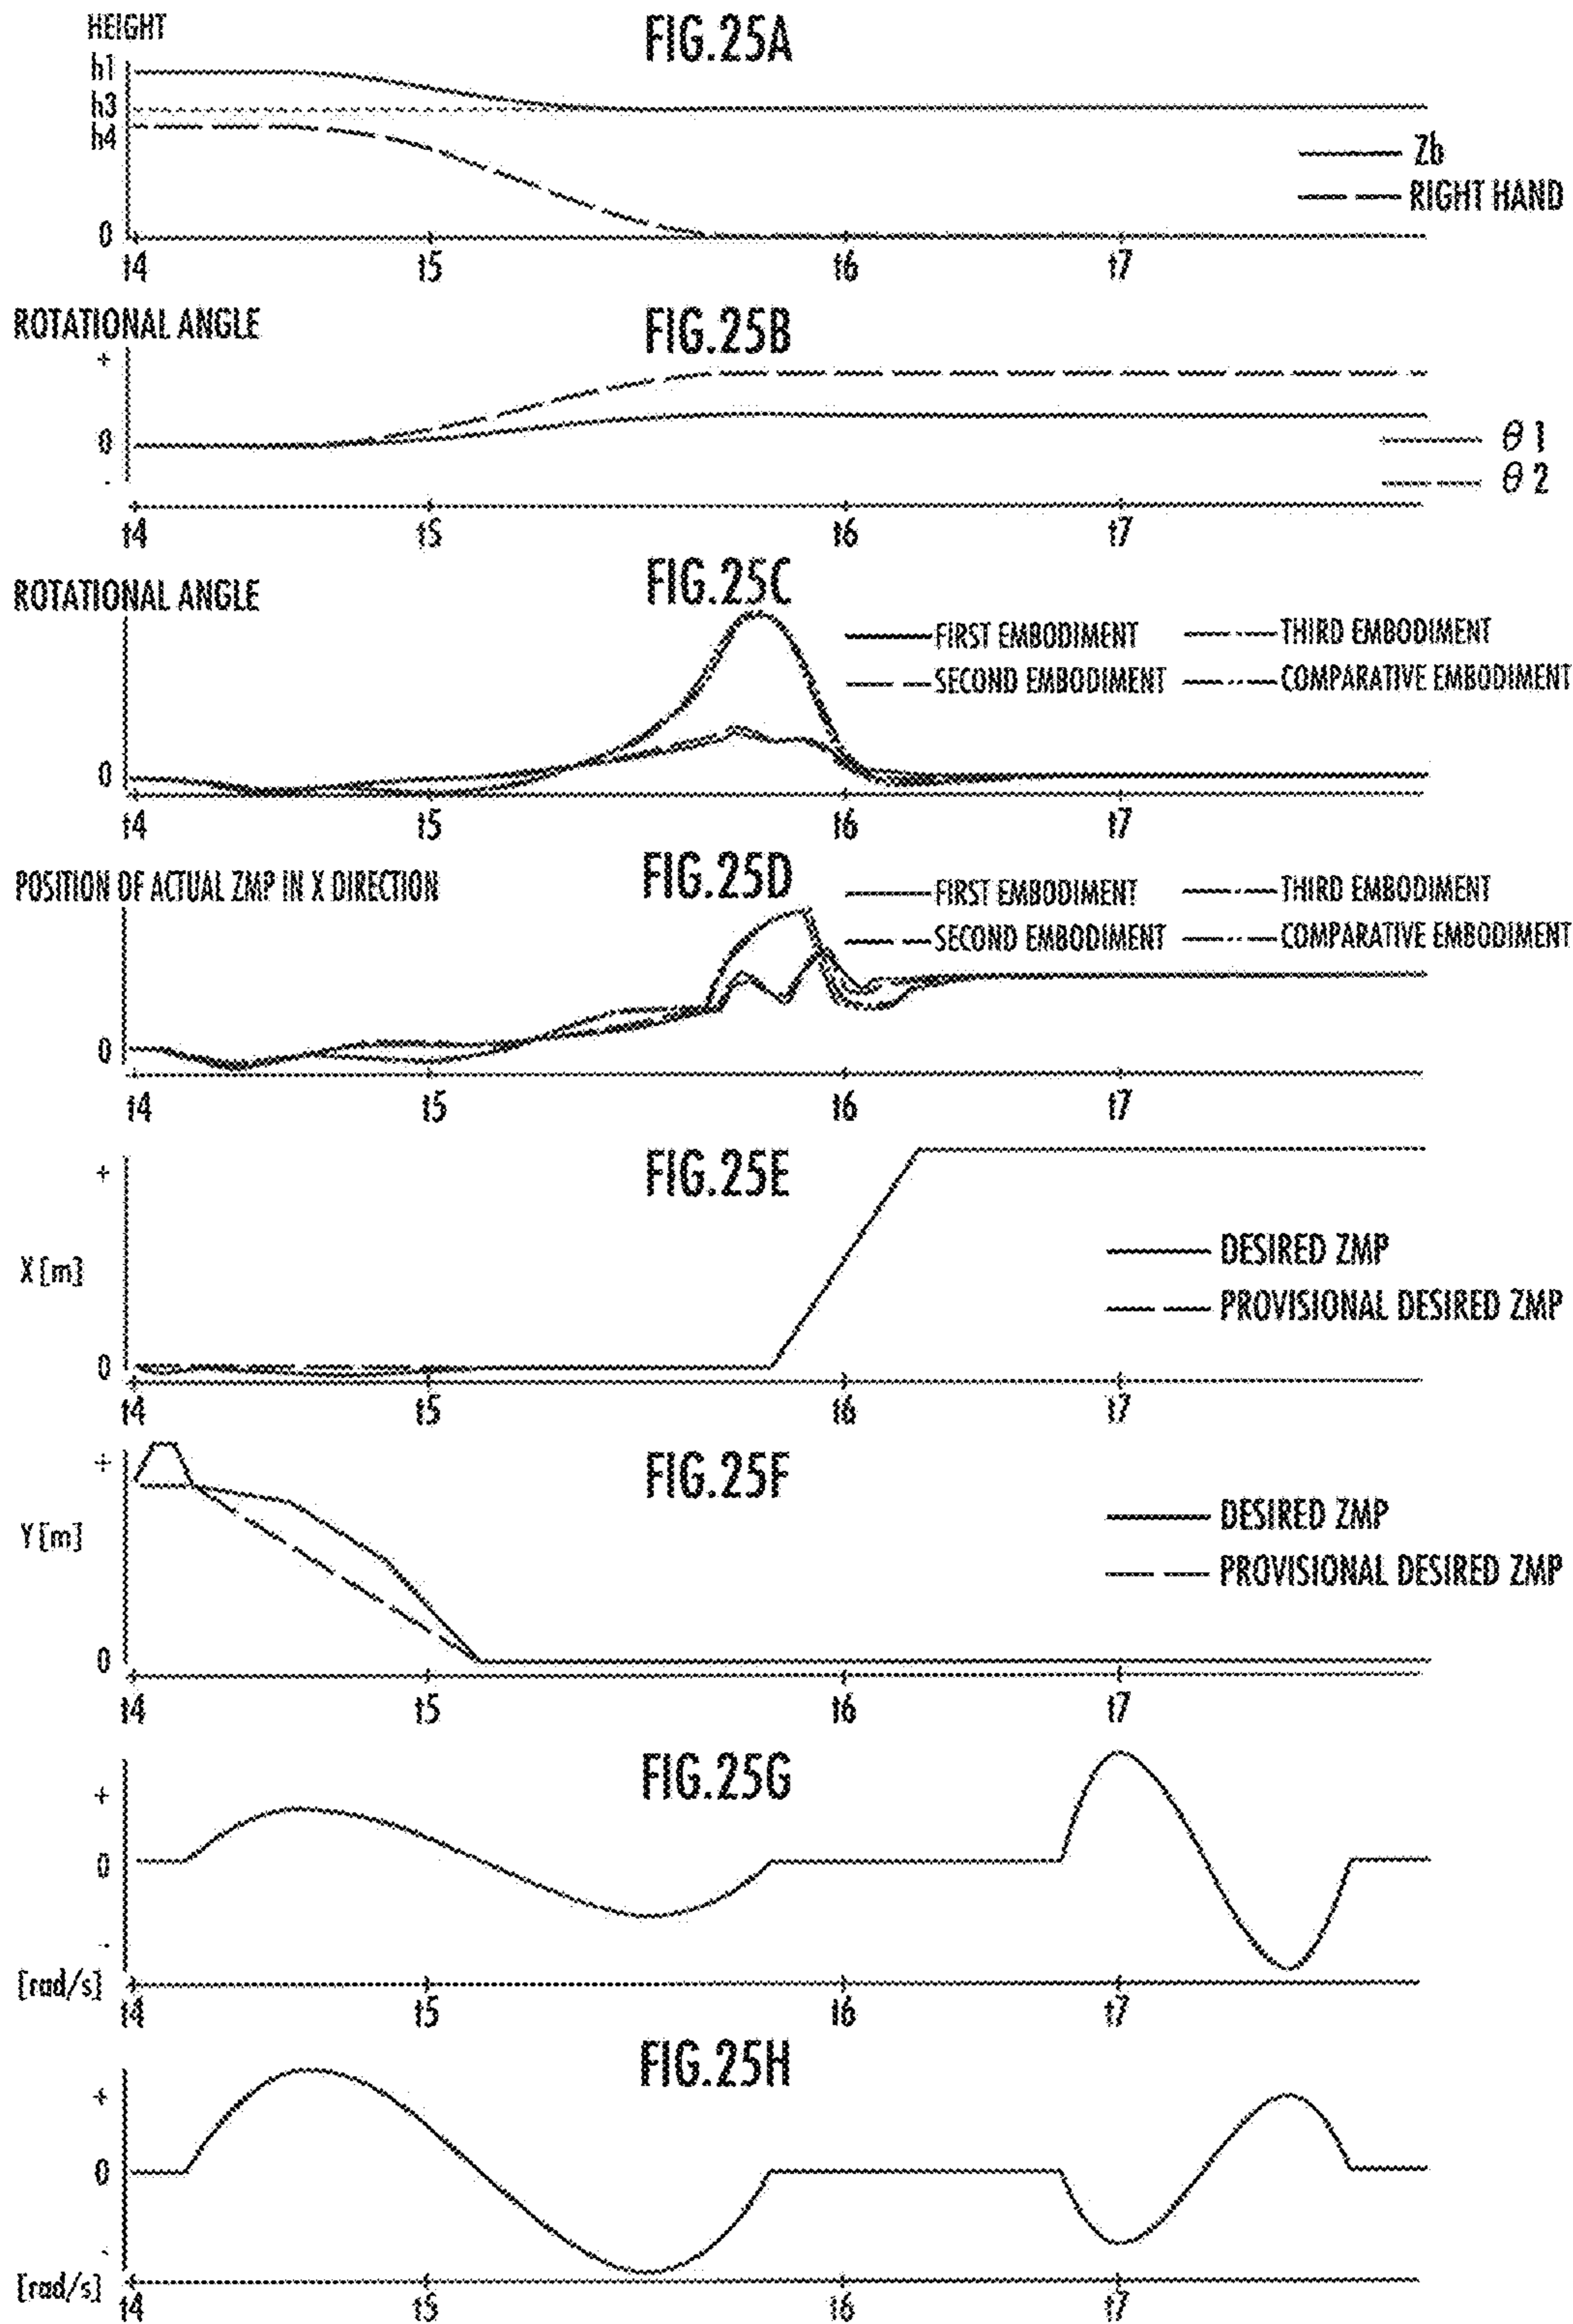 HEIGHT
FIG.25A
h1
h3
h4
Zb
RIGHT HAND
0
t4 t5 t6 t7
ROTATIONAL ANGLE
FIG.25B
+
0
θ1
-
θ2
t4 t5 t6 t7
FIG.25C
ROTATIONAL ANGLE
FIRST EMBODIMENT THIRD EMBODIMENT
SECOND EMBODIMENT COMPARATIVE EMBODIMENT
0
t4 t5 t6 t7
FIG.25D
POSITION OF ACTUAL ZMP IN X DIRECTION
FIRST EMBODIMENT THIRD EMBODIMENT
SECOND EMBODIMENT COMPARATIVE EMBODIMENT
0
t4 t5 t6 t7
FIG.25E
+
DESIRED ZMP
X[m]
PROVISIONAL DESIRED ZMP
0
t4 t5 t6 t7
FIG.25F
+
DESIRED ZMP
Y[m]
PROVISIONAL DESIRED ZMP
0
t4 t5 t6 t7
FIG.25G
+
0
-
[rad/s]
t4 t5 t6 t7
FIG.25H
+
0
-
[rad/s]
t4 t5 t6 t7